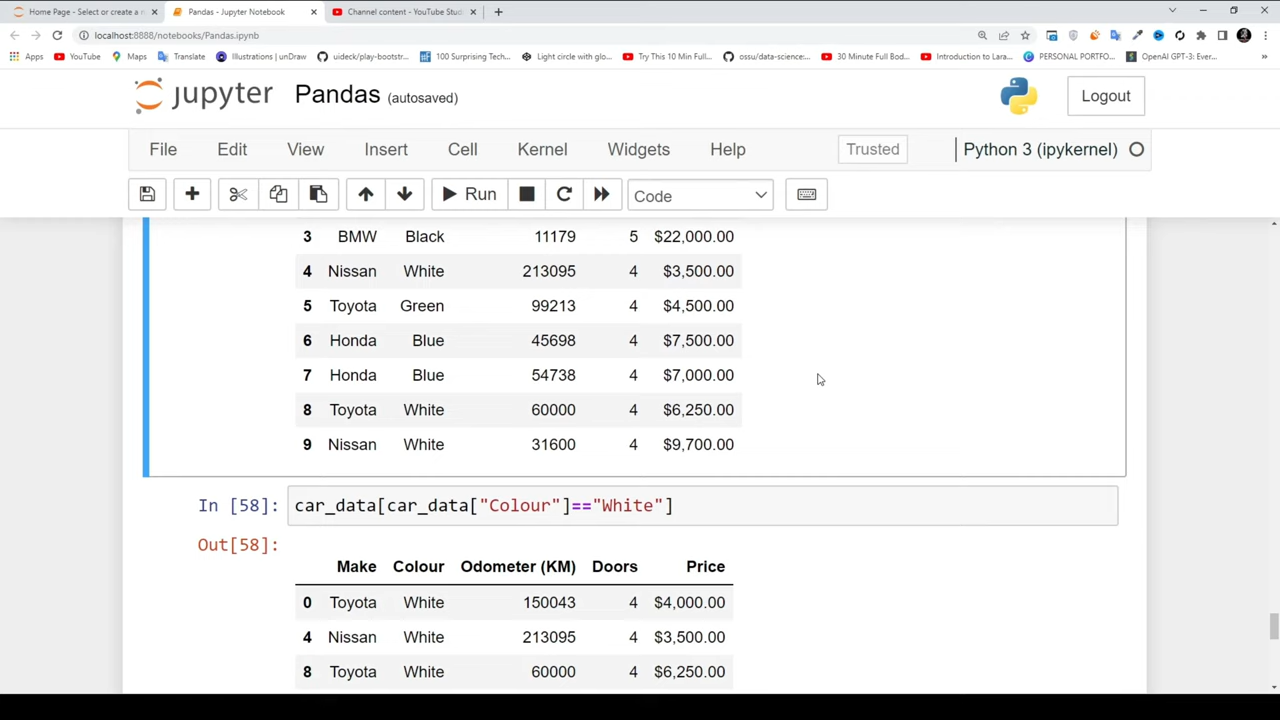 Home Page - Select or create a n
Pandas - Jupyter Notebook
Channel content - YouTube Studi
localhost:8888/notebooks/Pandas.ipynb
Apps YouTube Maps Translate Illustrations | unDraw uideck/play-bootstr... 100 Surprising Tech... Light circle with glo... Try This 10 Min Full... ossu/data-science:... 30 Minute Full Bod... Introduction to Lara... PERSONAL PORTFO... OpenAI GPT-3: Ever...
jupyter Pandas (autosaved) Logout
File Edit View Insert Cell Kernel Widgets Help Trusted Python 3 (ipykernel)
Run Code
3 BMW Black 11179 5 $22,000.00
4 Nissan White 213095 4 $3,500.00
5 Toyota Green 99213 4 $4,500.00
6 Honda Blue 45698 4 $7,500.00
7 Honda Blue 54738 4 $7,000.00
8 Toyota White 60000 4 $6,250.00
9 Nissan White 31600 4 $9,700.00
In [58]: car_data[car_data["Colour"]=="White"]
Out[58]:
Make Colour Odometer (KM) Doors Price
0 Toyota White 150043 4 $4,000.00
4 Nissan White 213095 4 $3,500.00
8 Toyota White 60000 4 $6,250.00